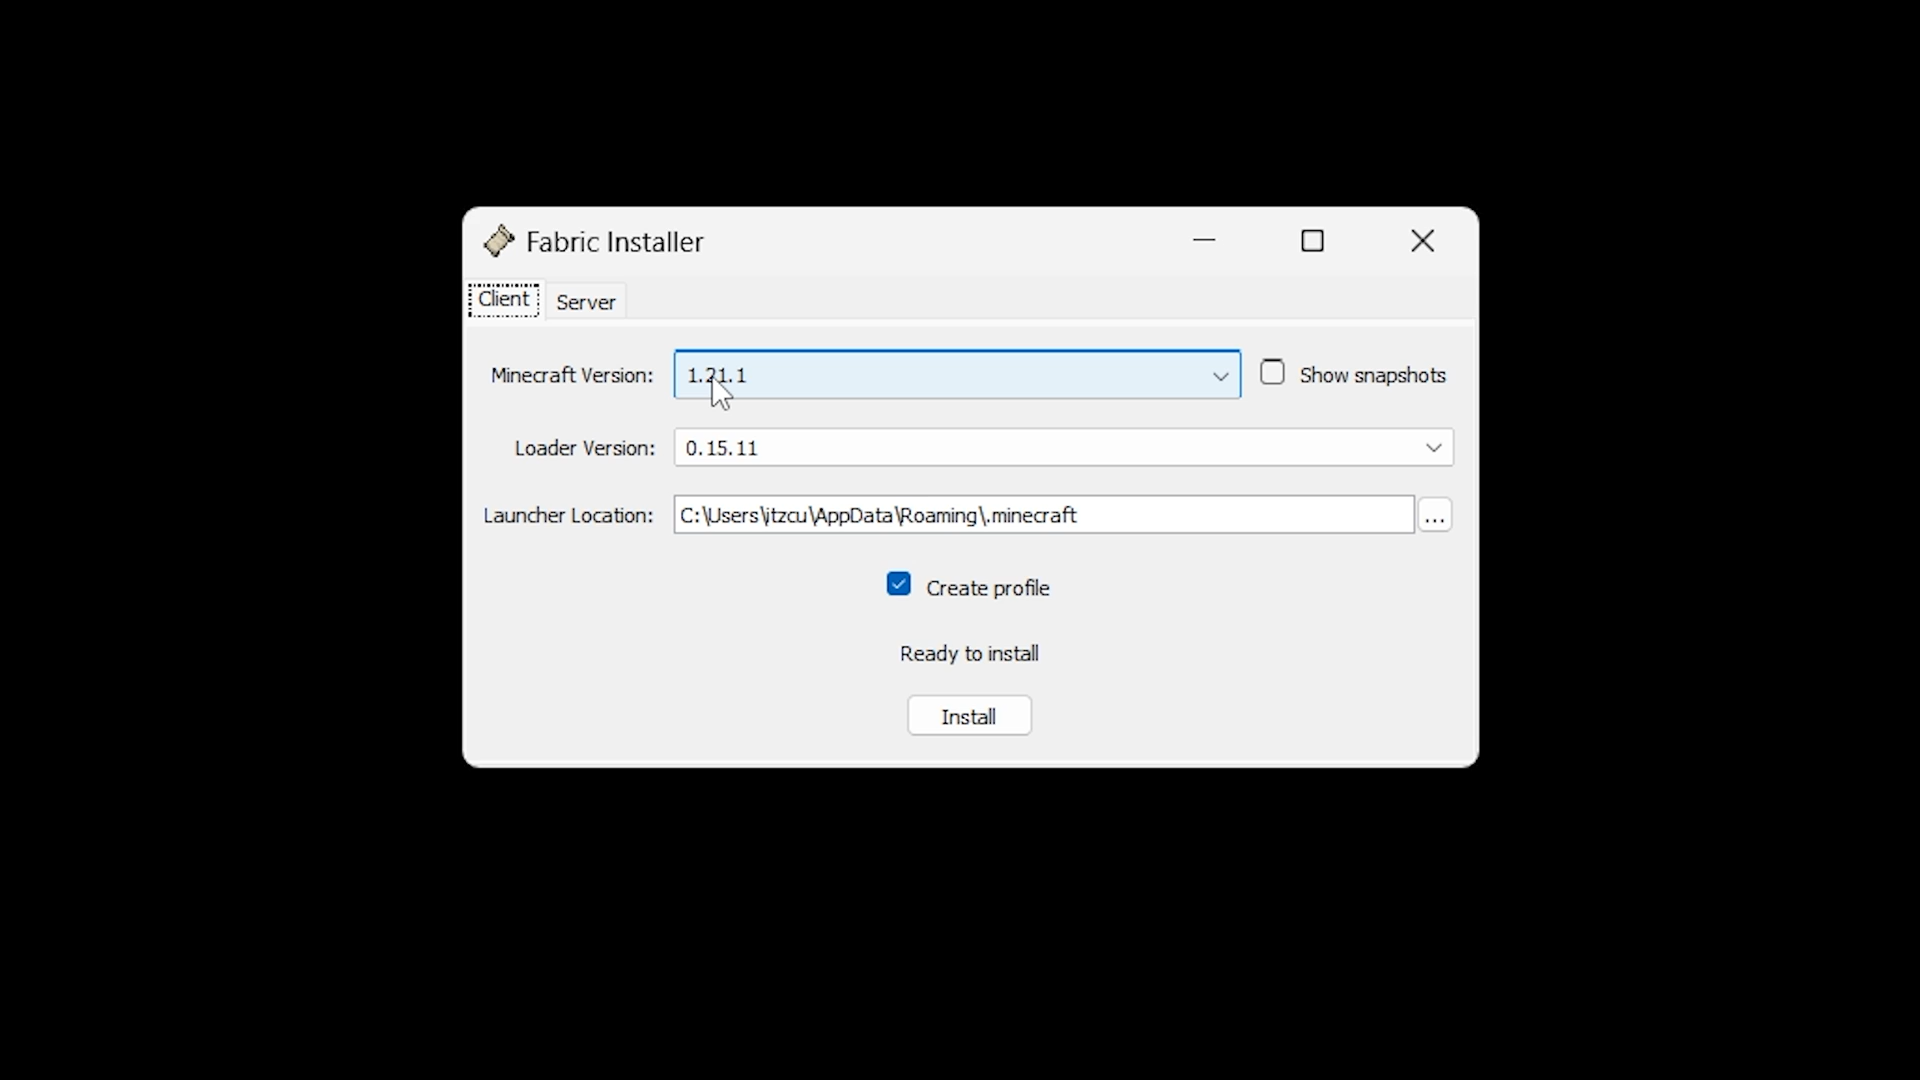 Fabric Installer
Client Server
Minecraft Version: 1.21.1 Show snapshots
Loader Version: 0.15.11
Launcher Location: C:\Users\itzcu\AppData\Roaming\.minecraft ...
Create profile
Ready to install
Install